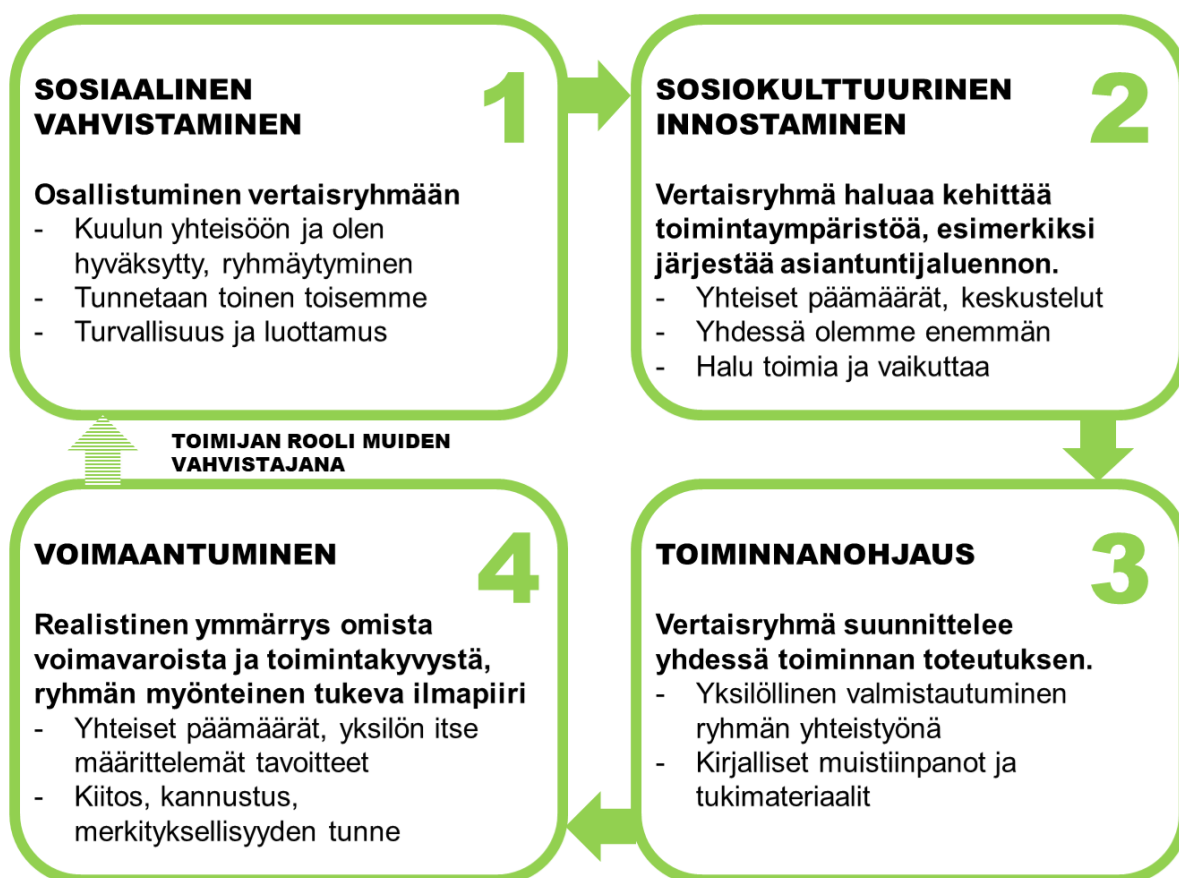 SOSIAALINEN
VAHVISTAMINEN
1
Osallistuminen vertaisryhmään
- Kuulun yhteisöön ja olen
hyväksytty, ryhmäytyminen
- Tunnetaan toinen toisemme
- Turvallisuus ja luottamus
SOSIOKULTTUURINEN
INNOSTAMINEN
2
Vertaisryhmä haluaa kehittää
toimintaympäristöä, esimerkiksi
järjestää asiantuntijaluennon.
- Yhteiset päämäärät, keskustelut
- Yhdessä olemme enemmän
- Halu toimia ja vaikuttaa
TOIMINNANOHJAUS
3
Vertaisryhmä suunnittelee
yhdessä toiminnan toteutuksen.
- Yksilöllinen valmistautuminen
ryhmän yhteistyönä
- Kirjalliset muistiinpanot ja
tukimateriaalit
VOIMAANTUMINEN
4
Realistinen ymmärrys omista
voimavaroista ja toimintakyvystä,
ryhmän myönteinen tukeva ilmapiiri
- Yhteiset päämäärät, yksilön itse
määrittelemät tavoitteet
- Kiitos, kannustus,
merkityksellisyyden tunne
TOIMIJAN ROOLI MUIDEN
VAHVISTAJANA